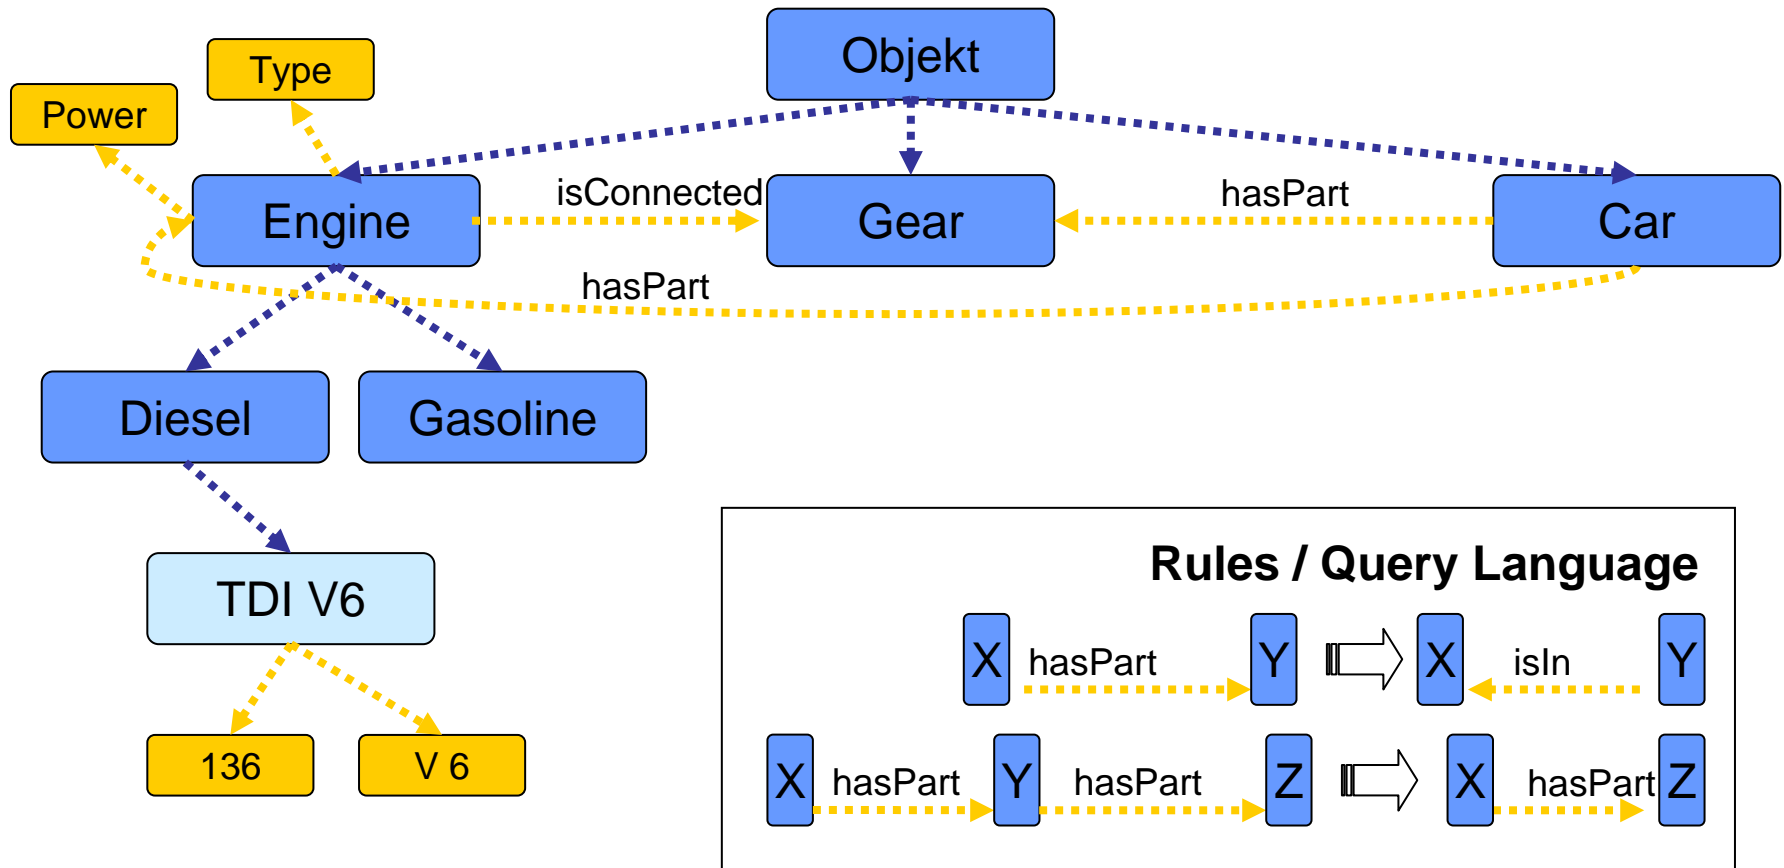 Objekt
Type
Power
Engine
isConnected
Gear
hasPart
Car
hasPart
Diesel
Gasoline
TDI V6
136
V 6
Rules / Query Language
X hasPart Y X isIn Y
X hasPart Y hasPart Z X hasPart Z